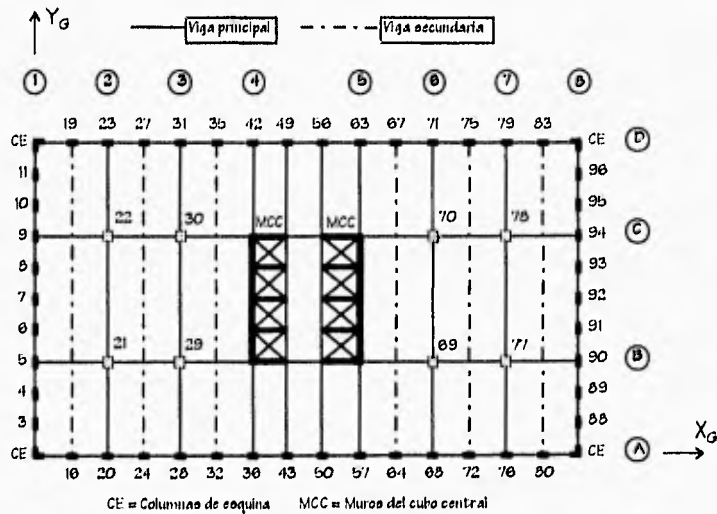 Y_G
Viga principal Viga secundaria
1 2 3 4 5 6 7 8
19 23 27 31 35 42 49 56 63 67 71 75 79 83
CE CE D
11 96
10 95
22 30 MCC MCC 70 78
9 94 C
8 93
7 92
6 91
21 29 69 77
5 90 B
4 89
3 88
CE CE A
X_G
16 20 24 28 32 36 43 50 57 64 68 72 76 80
CE = Columnas de esquina MCC = Muros del cubo central